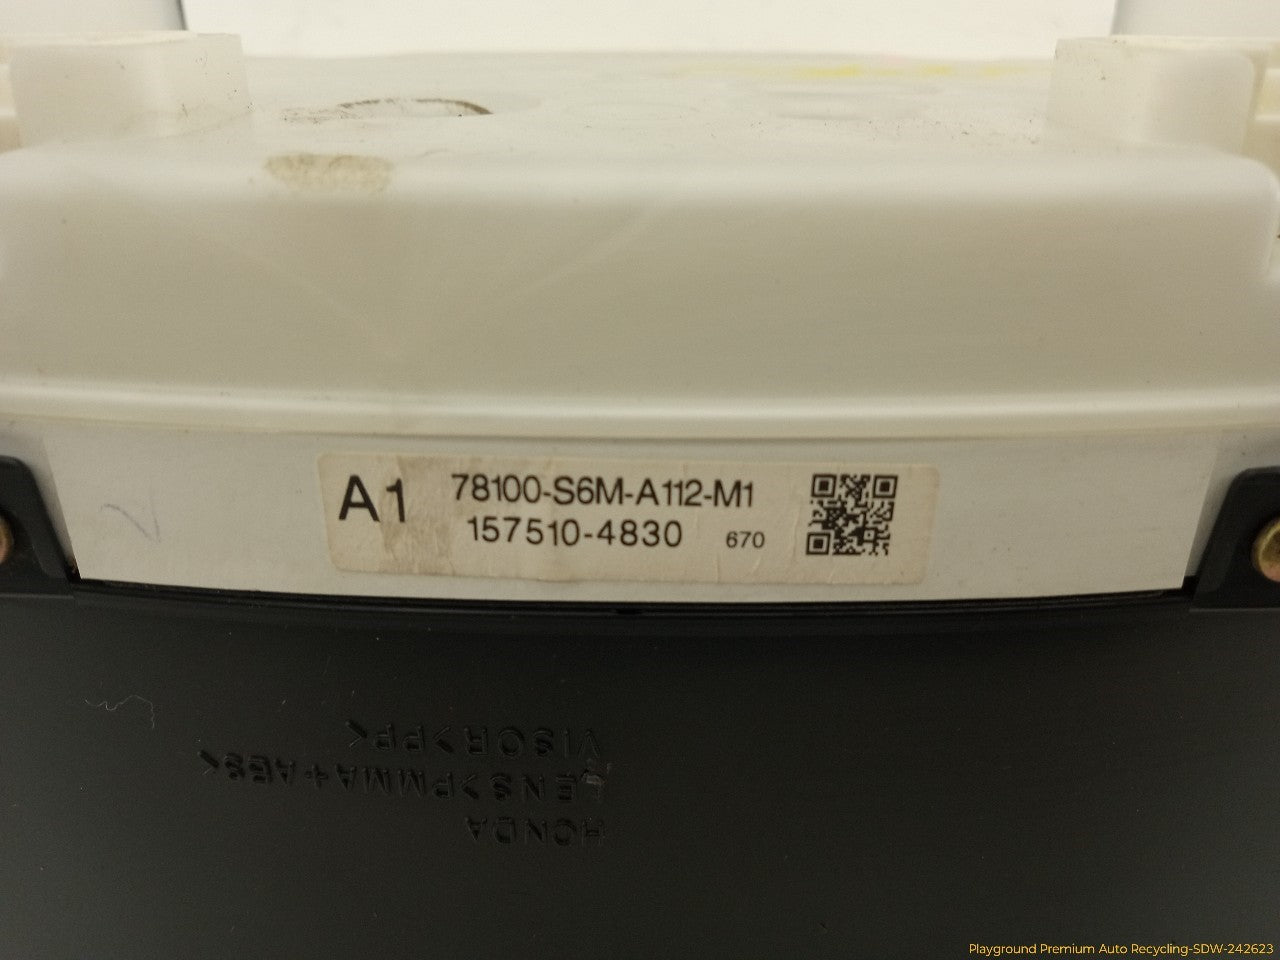 A1
78100-S6M-A112-M1
157510-4830 670
HONDA
LENS>PMMA+ABS<
VISOR>PP<
Playground Premium Auto Recycling-SDW-242623